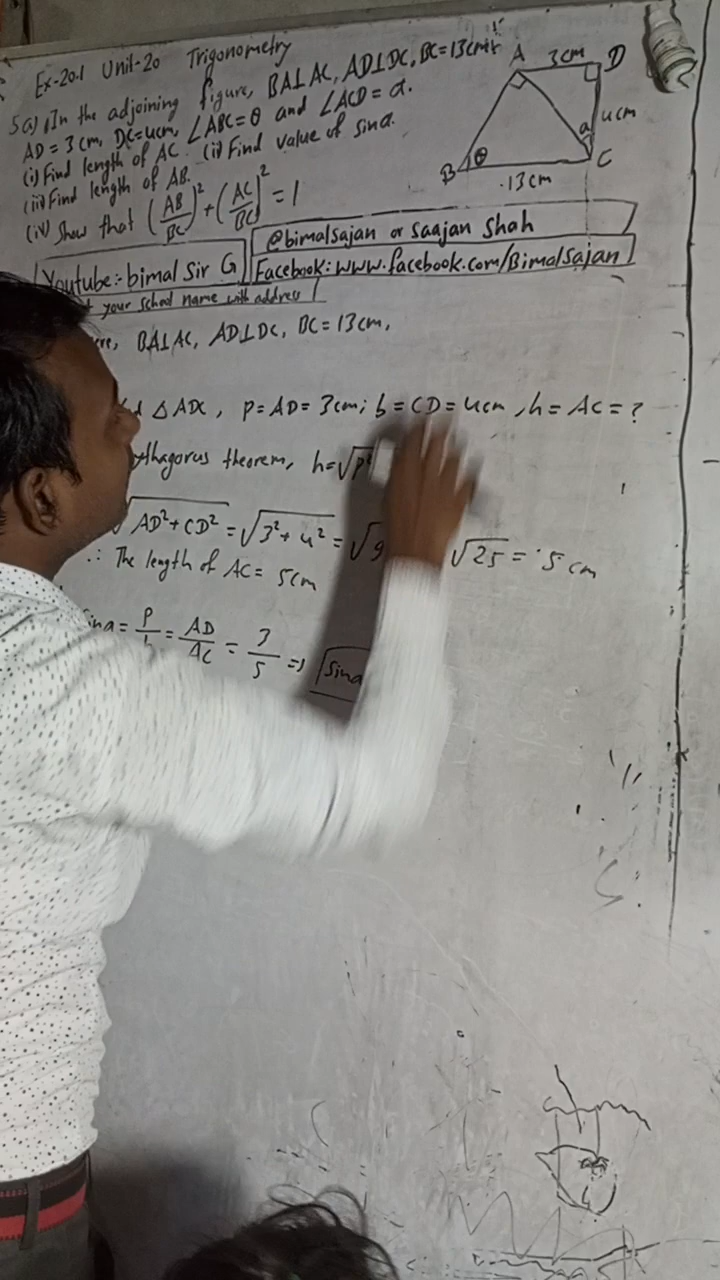 Ex-20.1 Unit-20 Trigonometry
5a) (i) In the adjoining figure, BA⊥AC, AD⊥DC, BC=13cm
AD = 3cm, DC=4cm, ∠ABC=θ and ∠ACD=α.
(i) Find length of AC. (ii) Find value of sinα.
(iii) Find length of AB.
(iv) Show that (AB/BC)² + (AC/BC)² = 1
A 3cm D
4cm
α
B θ C
13cm
@bimalsajan or Saajan Shah
Youtube:- bimal Sir G
Facebook: www.facebook.com/BimalSajan
your school name with address
BA⊥AC, AD⊥DC, BC=13cm,
△ADC, p=AD=3cm; b=CD=4cm, h=AC=?
theorem, h=√p²
√AD²+CD² = √3²+4² = √9 √25 = 5cm
∴ The length of AC= 5cm
sinα = p/h = AD/AC = 3/5 ⇒ sinα